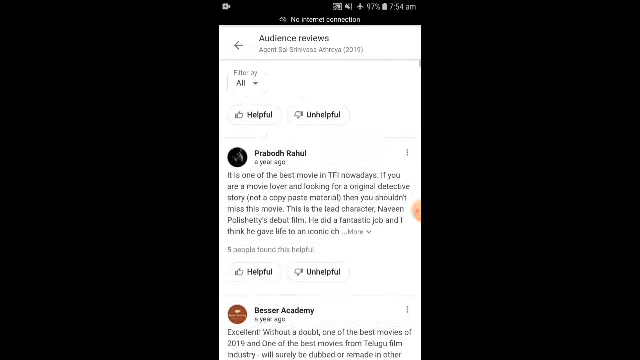 97% 7:54 am
No internet connection
Audience reviews
Agent Sai Srinivasa Athreya (2019)
Filter by
All
Helpful Unhelpful
Prabodh Rahul
a year ago
It is one of the best movie in TFI nowadays. If you
are a movie lover and looking for a original detective
story (not a copy paste material) then you shouldn't
miss this movie. This is the lead character, Naveen
Polishetty's debut film. He did a fantastic job and I
think he gave life to an iconic ch ...More
5 people found this helpful
Helpful Unhelpful
Besser Academy
a year ago
Excellent! Without a doubt, one of the best movies of
2019 and One of the best movies from Telugu film
Industry - will surely be dubbed or remade in other